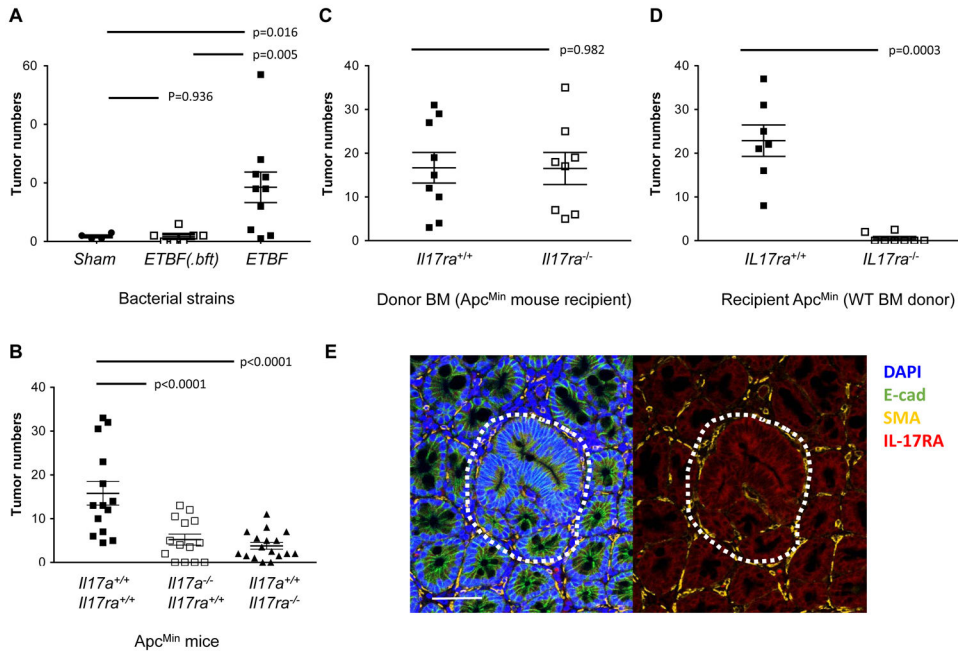 A
p=0.016
p=0.005
P=0.936
Tumor numbers
60
0
0
0
Sham
ETBF(.bft)
ETBF
Bacterial strains
C
p=0.982
Tumor numbers
40
30
20
10
0
Il17ra+/+
Il17ra-/-
Donor BM (ApcMin mouse recipient)
D
p=0.0003
Tumor numbers
40
30
20
10
0
IL17ra+/+
IL17ra-/-
Recipient ApcMin (WT BM donor)
B
p<0.0001
p<0.0001
Tumor numbers
40
30
20
10
0
Il17a+/+
Il17ra+/+
Il17a-/-
Il17ra+/+
Il17a+/+
Il17ra-/-
ApcMin mice
E
DAPI
E-cad
SMA
IL-17RA